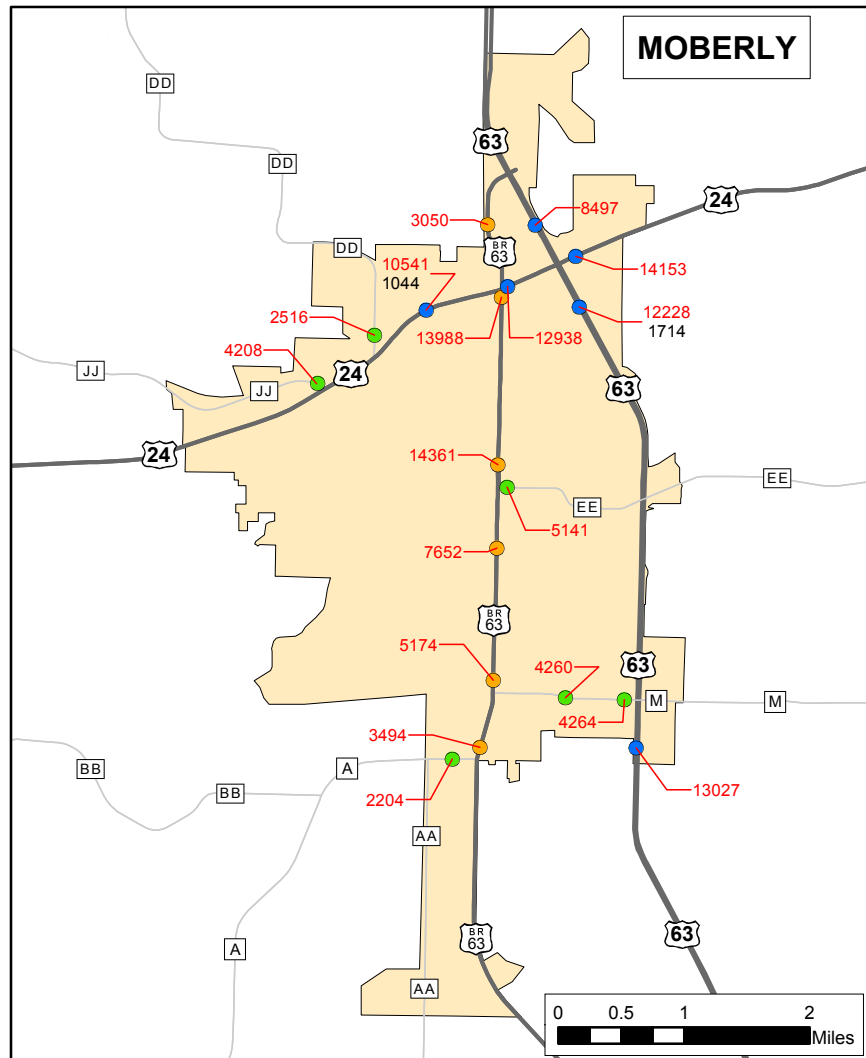 MOBERLY
DD
63
DD
24
3050
8497
BR
63
DD
10541
1044
14153
2516
12228
1714
13988
12938
4208
JJ
24
JJ
63
24
14361
EE
5141
EE
7652
BR
63
5174
4260
63
4264
M
M
3494
BB
A
BB
2204
13027
AA
A
BR
63
63
AA
0
0.5
1
2
Miles